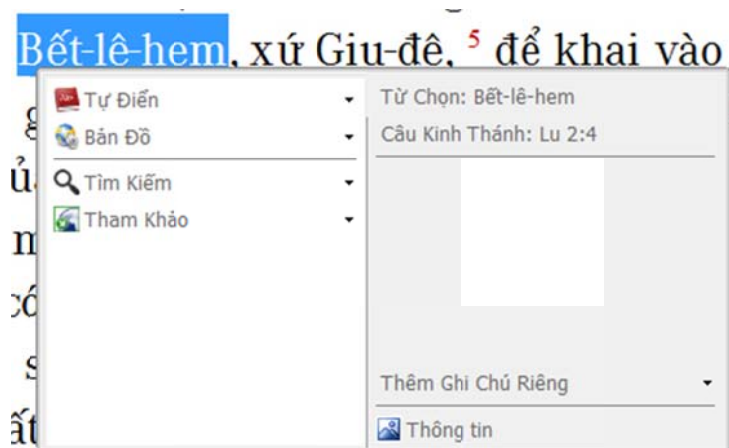 Bết-lê-hem, xứ Giu-đê, 5 để khai vào
Tự Điển
Bản Đồ
Tìm Kiếm
Tham Khảo
Từ Chọn: Bết-lê-hem
Câu Kinh Thánh: Lu 2:4
Thêm Ghi Chú Riêng
Thông tin